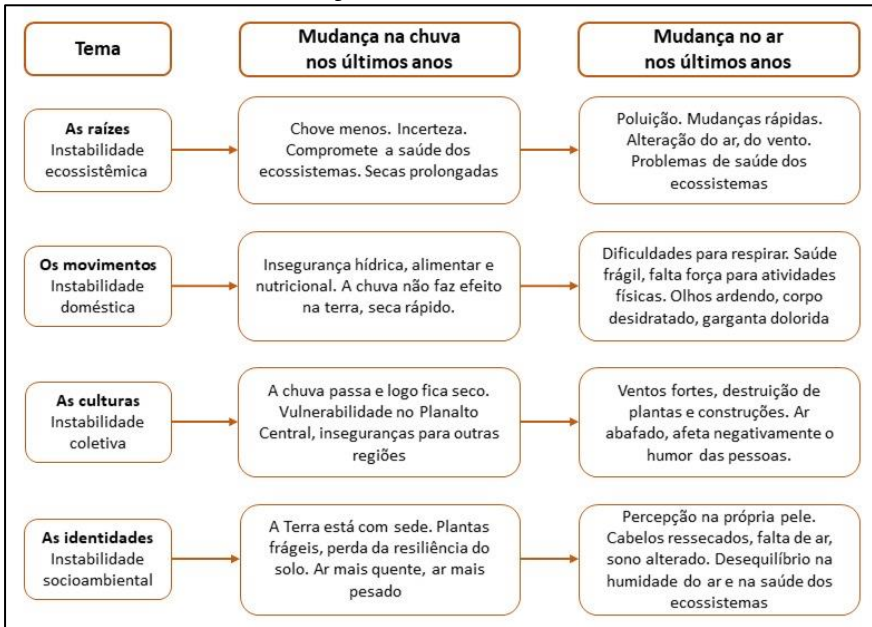 Tema
Mudança na chuva
nos últimos anos
Mudança no ar
nos últimos anos
As raízes
Instabilidade
ecossistêmica
Chove menos. Incerteza.
Compromete a saúde dos
ecossistemas. Secas prolongadas
Poluição. Mudanças rápidas.
Alteração do ar, do vento.
Problemas de saúde dos
ecossistemas
Os movimentos
Instabilidade
doméstica
Insegurança hídrica, alimentar e
nutricional. A chuva não faz efeito
na terra, seca rápido.
Dificuldades para respirar. Saúde
frágil, falta força para atividades
físicas. Olhos ardendo, corpo
desidratado, garganta dolorida
As culturas
Instabilidade
coletiva
A chuva passa e logo fica seco.
Vulnerabilidade no Planalto
Central, inseguranças para outras
regiões
Ventos fortes, destruição de
plantas e construções. Ar
abafado, afeta negativamente o
humor das pessoas.
As identidades
Instabilidade
socioambiental
A Terra está com sede. Plantas
frágeis, perda da resiliência do
solo. Ar mais quente, ar mais
pesado
Percepção na própria pele.
Cabelos ressecados, falta de ar,
sono alterado. Desequilíbrio na
humidade do ar e na saúde dos
ecossistemas